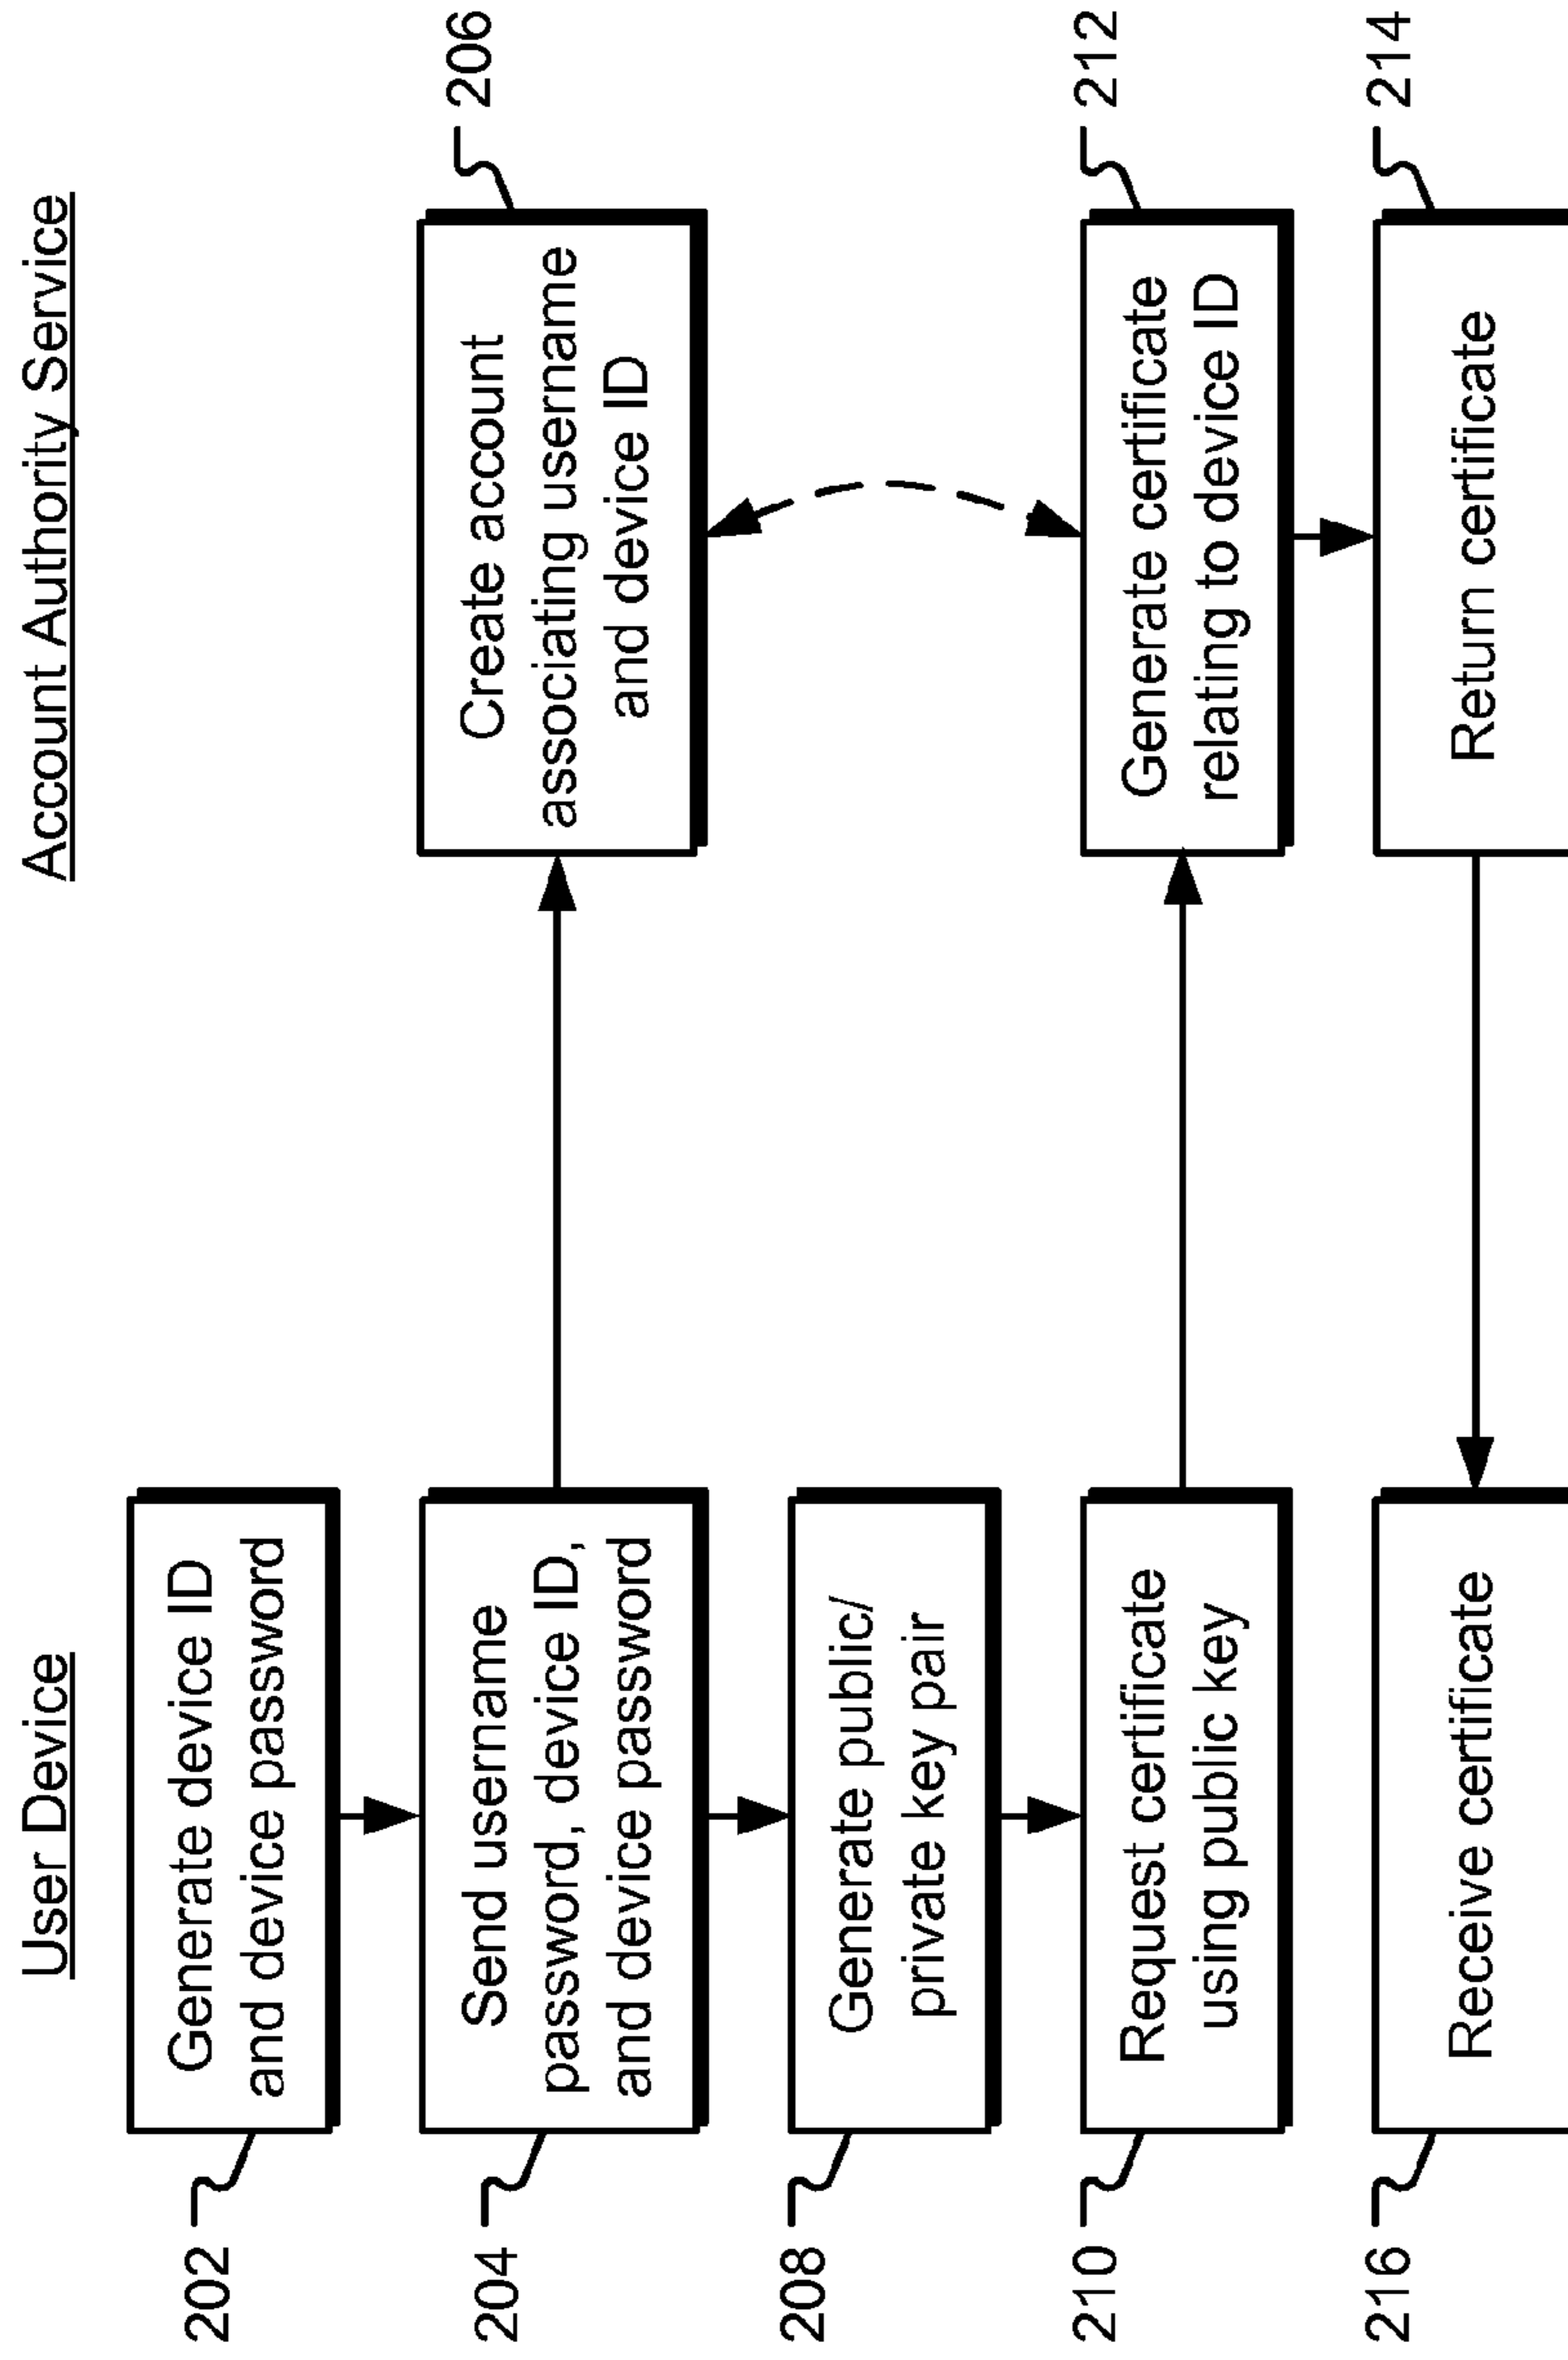 User Device
Account Authority Service
202
Generate device ID
and device password
204
Send username
password, device ID,
and device password
Create account
associating username
and device ID
206
208
Generate public/
private key pair
210
Request certificate
using public key
Generate certificate
relating to device ID
212
216
Receive certificate
Return certificate
214